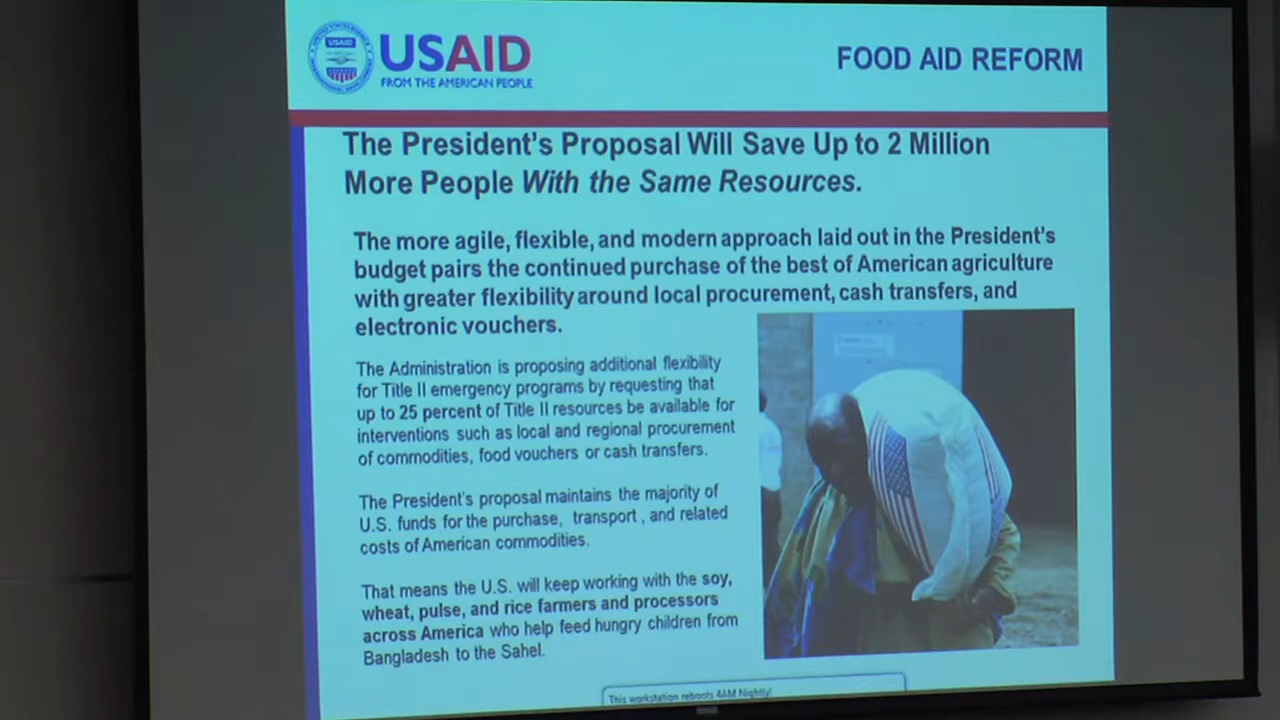 USAID
USAID
FROM THE AMERICAN PEOPLE
FOOD AID REFORM
The President's Proposal Will Save Up to 2 Million
More People With the Same Resources.
The more agile, flexible, and modern approach laid out in the President's
budget pairs the continued purchase of the best of American agriculture
with greater flexibility around local procurement, cash transfers, and
electronic vouchers.
The Administration is proposing additional flexibility
for Title II emergency programs by requesting that
up to 25 percent of Title II resources be available for
interventions such as local and regional procurement
of commodities, food vouchers or cash transfers.
The President's proposal maintains the majority of
U.S. funds for the purchase, transport , and related
costs of American commodities.
That means the U.S. will keep working with the soy,
wheat, pulse, and rice farmers and processors
across America who help feed hungry children from
Bangladesh to the Sahel.
This workstation reboots 4AM Nightly!